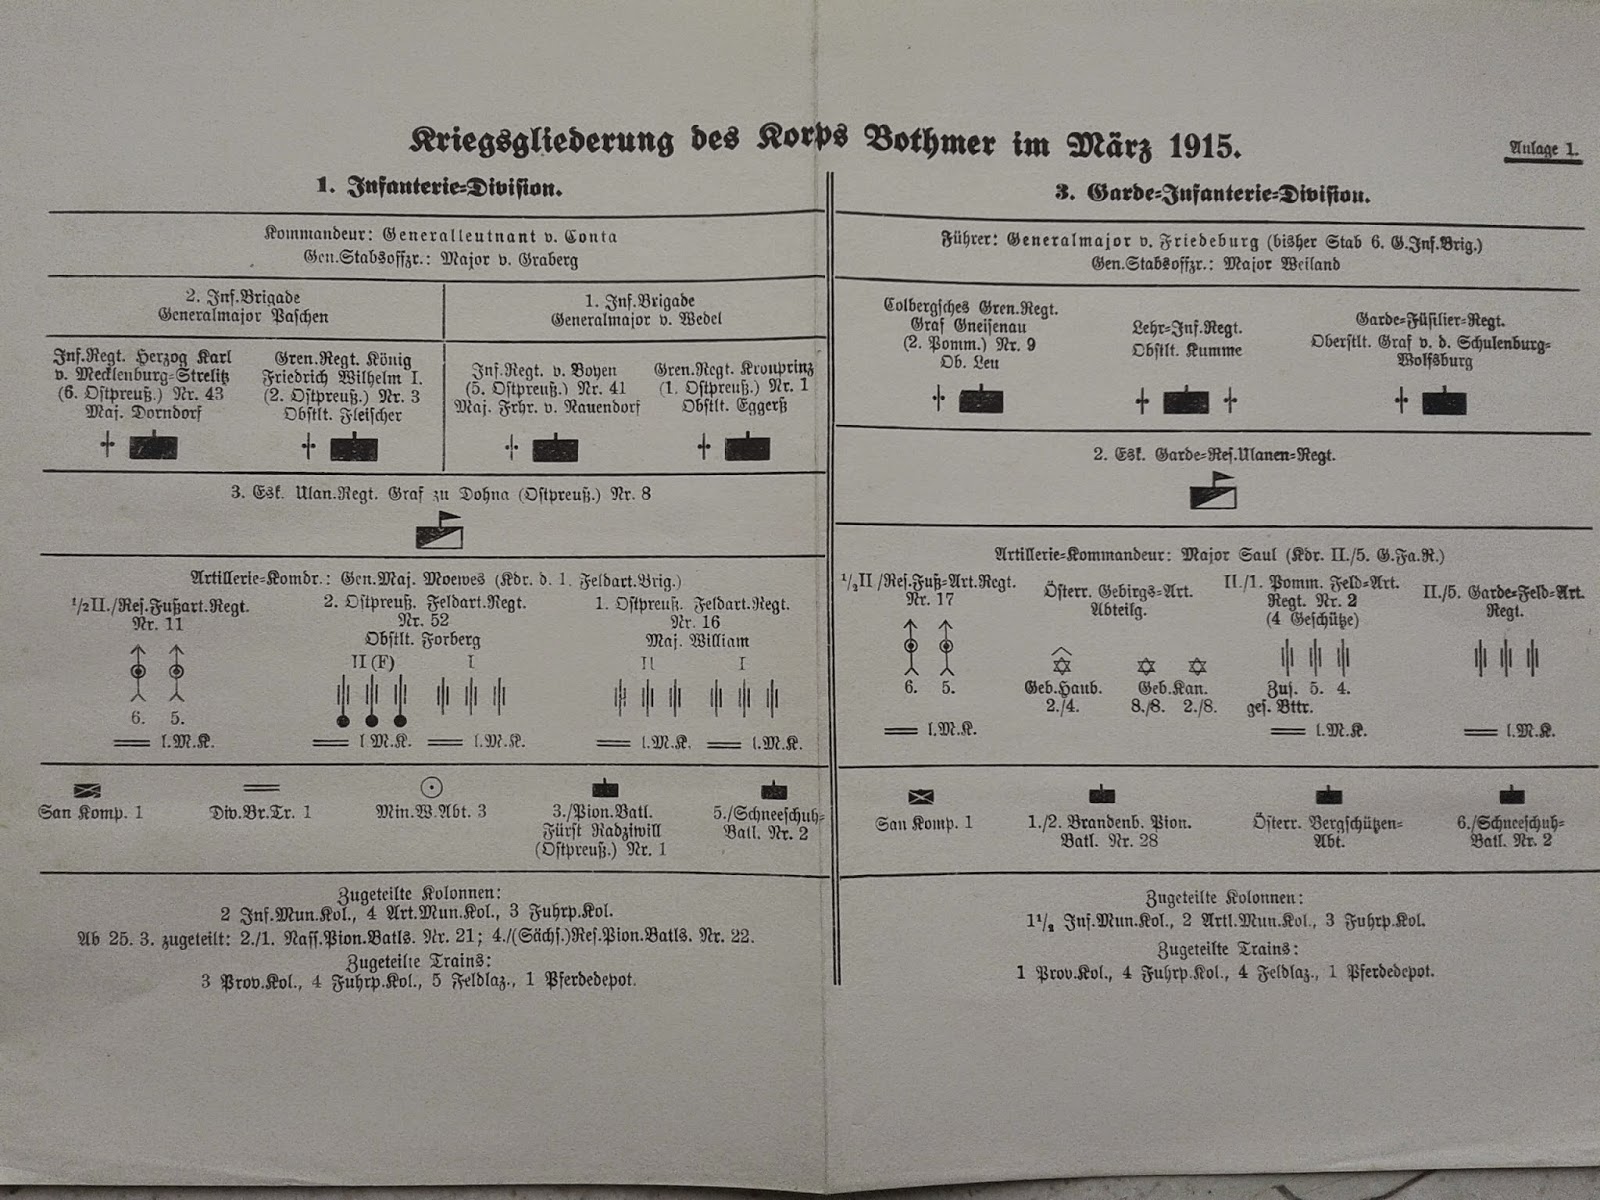 Kriegsgliederung des Korps Bothmer im März 1915.
Anlage 1.
1. Infanterie-Division.
Kommandeur: Generalleutnant v. Conta
Gen.Stabsoffzr.: Major v. Graberg
2. Inf.Brigade
Generalmajor Paschen
1. Inf.Brigade
Generalmajor v. Wedel
Inf.Regt. Herzog Karl
v. Mecklenburg-Strelitz
(6. Ostpreuß.) Nr. 43
Maj. Dorndorf
Gren.Regt. König
Friedrich Wilhelm I.
(2. Ostpreuß.) Nr. 3
Obstlt. Fleischer
Inf.Regt. v. Boyen
(5. Ostpreuß.) Nr. 41
Maj. Frhr. v. Nauendorf
Gren.Regt. Kronprinz
(1. Ostpreuß.) Nr. 1
Obstlt. Eggerß
3. Esk. Ulan.Regt. Graf zu Dohna (Ostpreuß.) Nr. 8
Artillerie-Komdr.: Gen.Maj. Moewes (Kdr. d. 1. Feldart.Brig.)
1/2 II./Res.Fußart.Regt.
Nr. 11
6. 5.
I.M.K.
2. Ostpreuß. Feldart.Regt.
Nr. 52
Obstlt. Forberg
II (F) I
I.M.K. I.M.K.
1. Ostpreuß. Feldart.Regt.
Nr. 16
Maj. William
II I
I.M.K. I.M.K.
San Komp. 1
Div.Br.Tr. 1
Min.W.Abt. 3
3./Pion.Batl.
Fürst Radziwill
(Ostpreuß.) Nr. 1
5./Schneeschuh-
Batl. Nr. 2
Zugeteilte Kolonnen:
2 Inf.Mun.Kol., 4 Art.Mun.Kol., 3 Fuhrp.Kol.
Ab 25. 3. zugeteilt: 2./1. Nass.Pion.Batls. Nr. 21; 4./(Sächs.)Res.Pion.Batls. Nr. 22.
Zugeteilte Trains:
3 Prov.Kol., 4 Fuhrp.Kol., 5 Feldlaz., 1 Pferdedepot.
3. Garde-Infanterie-Division.
Führer: Generalmajor v. Friedeburg (bisher Stab 6. G.Inf.Brig.)
Gen.Stabsoffzr.: Major Weiland
Colbergsches Gren.Regt.
Graf Gneisenau
(2. Pomm.) Nr. 9
Ob. Leu
Lehr-Inf.Regt.
Obstlt. Kumme
Garde-Füsilier-Regt.
Oberstlt. Graf v. d. Schulenburg-
Wolfsburg
2. Esk. Garde-Res.Ulanen-Regt.
Artillerie-Kommandeur: Major Saul (Kdr. II./5. G.Fa.R.)
1/2 II/Res.Fuß-Art.Regt.
Nr. 17
6. 5.
I.M.K.
Österr. Gebirgs-Art.
Abteilg.
Geb.Haub.
2./4.
Geb.Kan.
8./8. 2./8.
II./1. Pomm. Feld-Art.
Regt. Nr. 2
(4 Geschütze)
Zus. 5. 4.
ges. Bttr.
I.M.K.
II./5. Garde-Feld-Art.
Regt.
I.M.K.
San Komp. 1
1./2. Brandenb. Pion.
Batl. Nr. 28
Österr. Bergschützen-
Abt.
6./Schneeschuh-
Batl. Nr. 2
Zugeteilte Kolonnen:
1 1/2 Inf.Mun.Kol., 2 Artl.Mun.Kol., 3 Fuhrp.Kol.
Zugeteilte Trains:
1 Prov.Kol., 4 Fuhrp.Kol., 4 Feldlaz., 1 Pferdedepot.